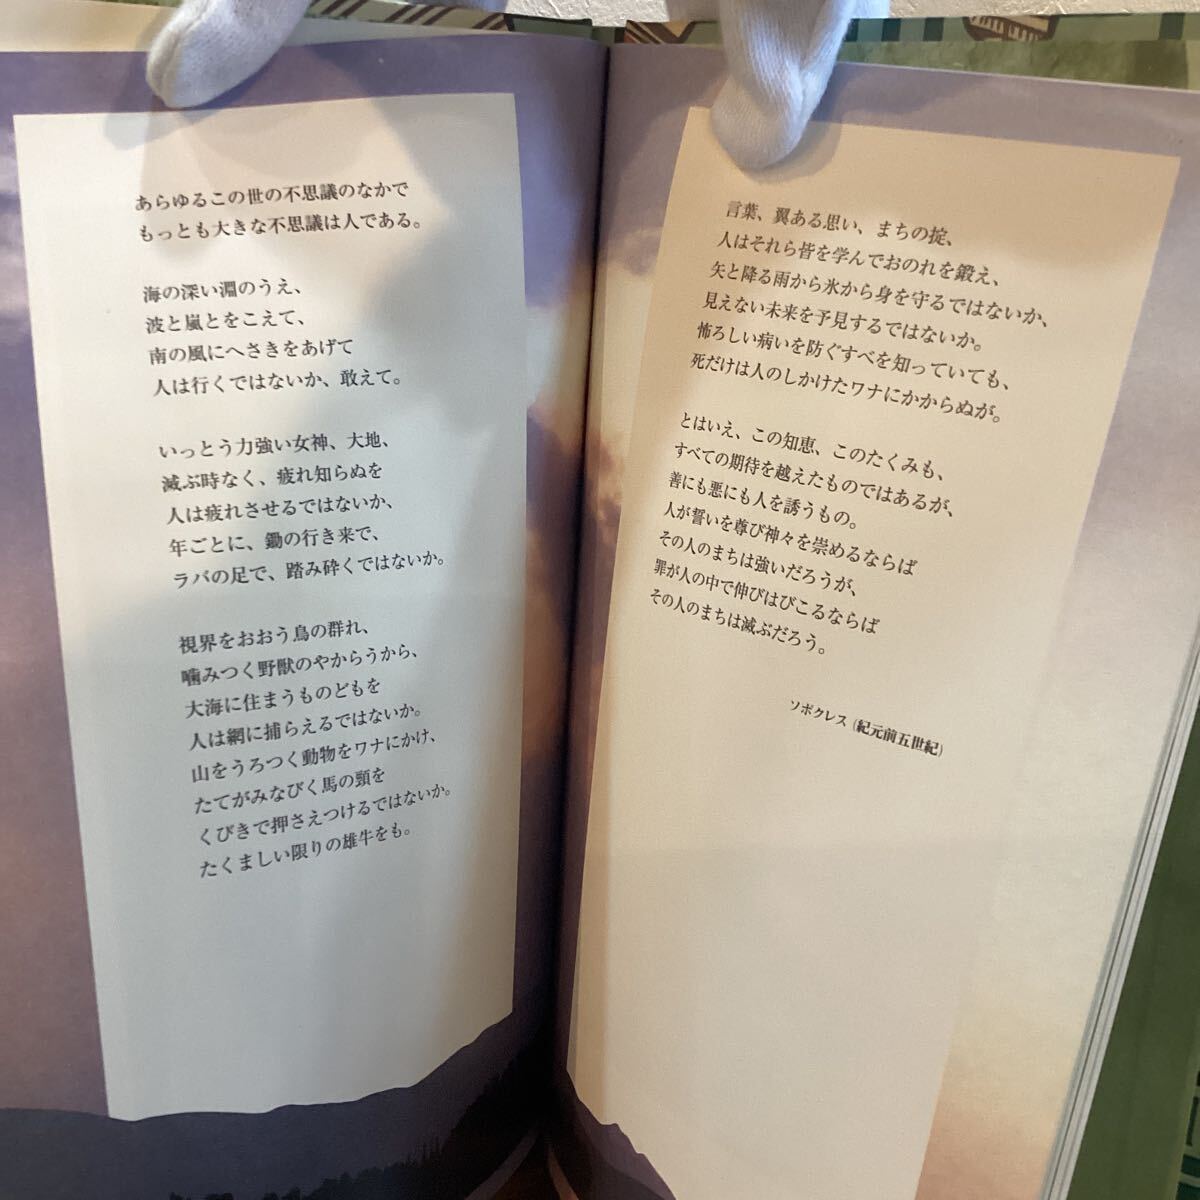 あらゆるこの世の不思議のなかで
もっとも大きな不思議は人である。
海の深い淵のうえ、
波と嵐とをこえて、
南の風にへさきをあげて
人は行くではないか、敢えて。
いっとう力強い女神、大地、
滅ぶ時なく、疲れ知らぬを
人は疲れさせるではないか、
年ごとに、鋤の行き来で、
ラバの足で、踏み砕くではないか。
視界をおおう鳥の群れ、
噛みつく野獣のやからうから、
大海に住まうものどもを
人は網に捕らえるではないか。
山をうろつく動物をワナにかけ、
たてがみなびく馬の頸を
くびきで押さえつけるではないか。
たくましい限りの雄牛をも。
言葉、翼ある思い、まちの掟、
人はそれら皆を学んでおのれを鍛え、
矢と降る雨から氷から身を守るではないか、
見えない未来を予見するではないか。
怖ろしい病いを防ぐすべを知っていても、
死だけは人のしかけたワナにかからぬが。
とはいえ、この知恵、このたくみも、
すべての期待を越えたものではあるが、
善にも悪にも人を誘うもの。
人が誓いを尊び神々を崇めるならば
その人のまちは強いだろうが、
罪が人の中で伸びはびこるならば
その人のまちは滅ぶだろう。
ソポクレス (紀元前五世紀)